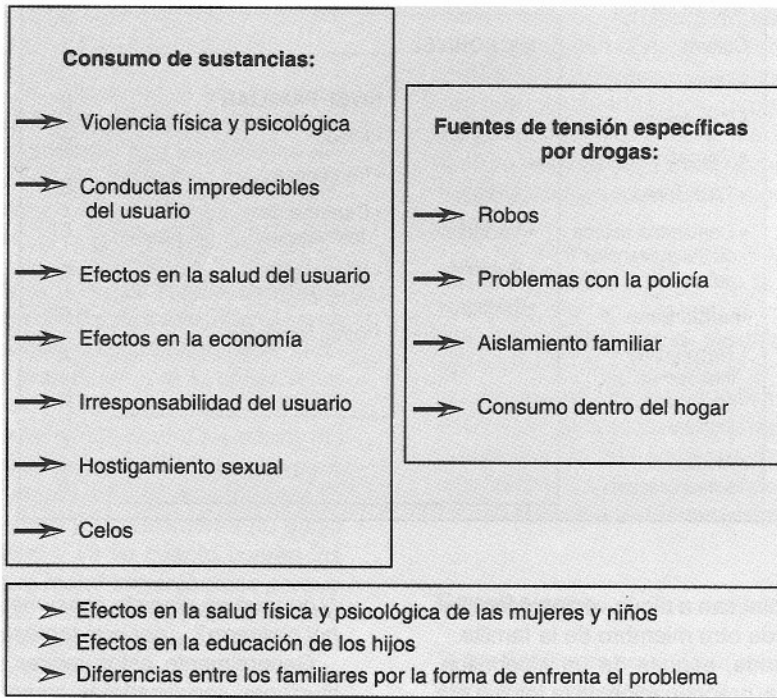 Consumo de sustancias:
Violencia física y psicológica
Conductas impredecibles
del usuario
Efectos en la salud del usuario
Efectos en la economía
Irresponsabilidad del usuario
Hostigamiento sexual
Celos
Fuentes de tensión específicas
por drogas:
Robos
Problemas con la policía
Aislamiento familiar
Consumo dentro del hogar
Efectos en la salud física y psicológica de las mujeres y niños
Efectos en la educación de los hijos
Diferencias entre los familiares por la forma de enfrenta el problema